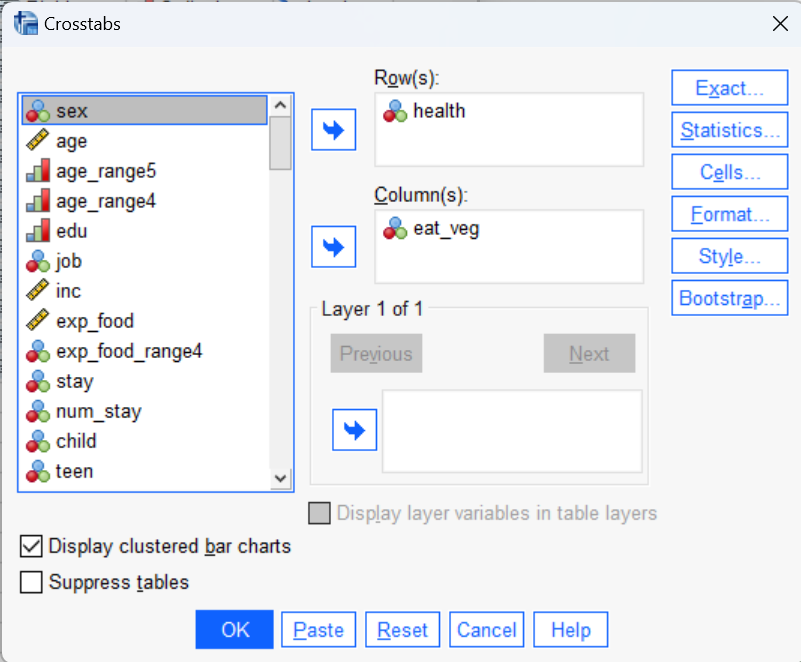 Crosstabs
sex
age
age_range5
age_range4
edu
job
inc
exp_food
exp_food_range4
stay
num_stay
child
teen
Row(s):
health
Column(s):
eat_veg
Layer 1 of 1
Previous
Next
Display layer variables in table layers
Exact...
Statistics...
Cells...
Format...
Style...
Bootstrap...
Display clustered bar charts
Suppress tables
OK
Paste
Reset
Cancel
Help